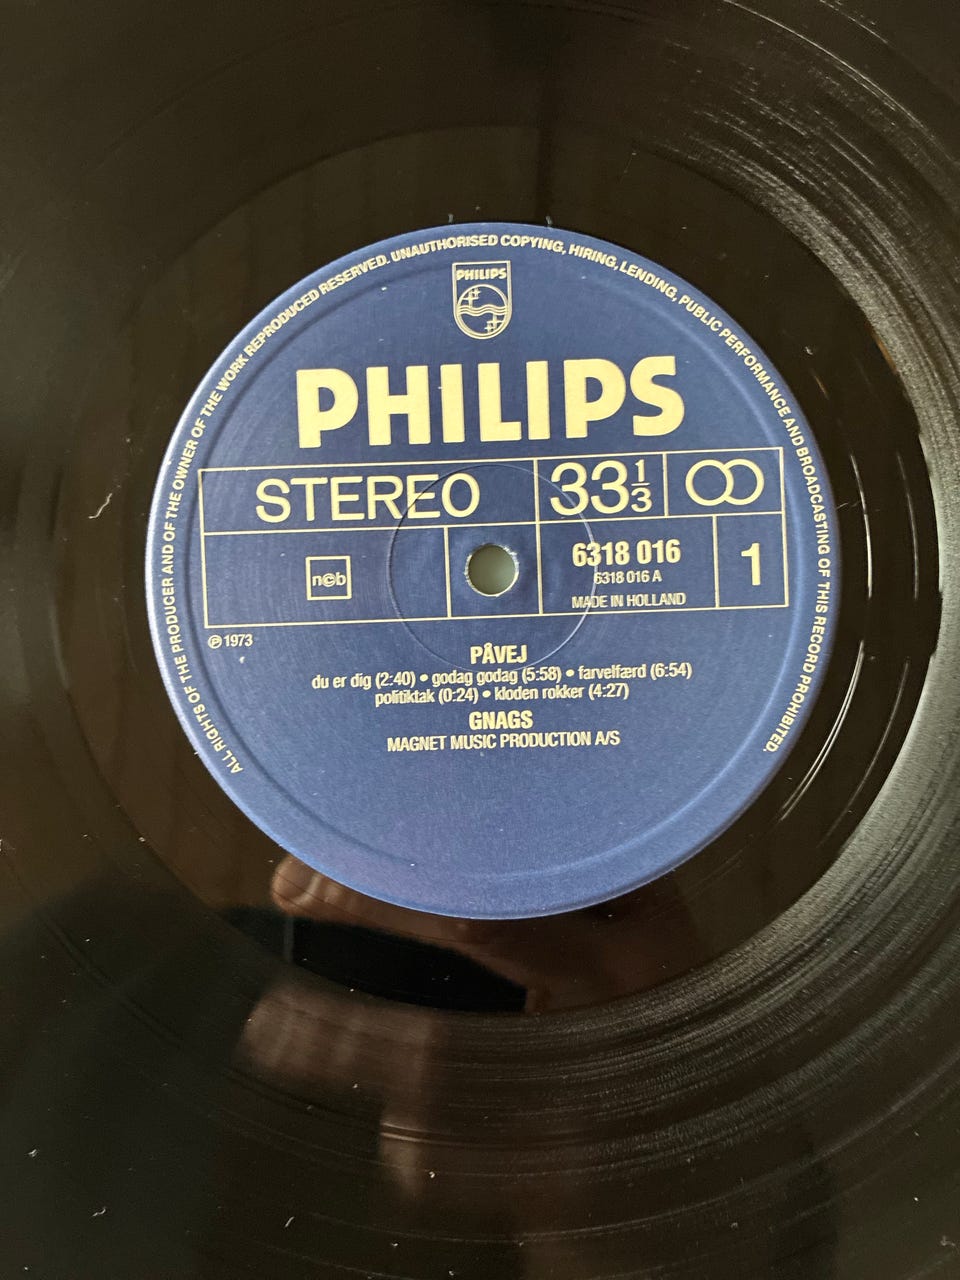 ALL RIGHTS OF THE PRODUCER AND OF THE OWNER OF THE WORK REPRODUCED RESERVED. UNAUTHORISED COPYING, HIRING, LENDING, PUBLIC PERFORMANCE AND BROADCASTING OF THIS RECORD PROHIBITED.
PHILIPS
PHILIPS
STEREO
33 1/3
ncb
6318 016
6318 016 A
MADE IN HOLLAND
1
℗ 1973
PÅVEJ
du er dig (2:40) • godag godag (5:58) • farvelfærd (6:54)
politiktak (0:24) • kloden rokker (4:27)
GNAGS
MAGNET MUSIC PRODUCTION A/S